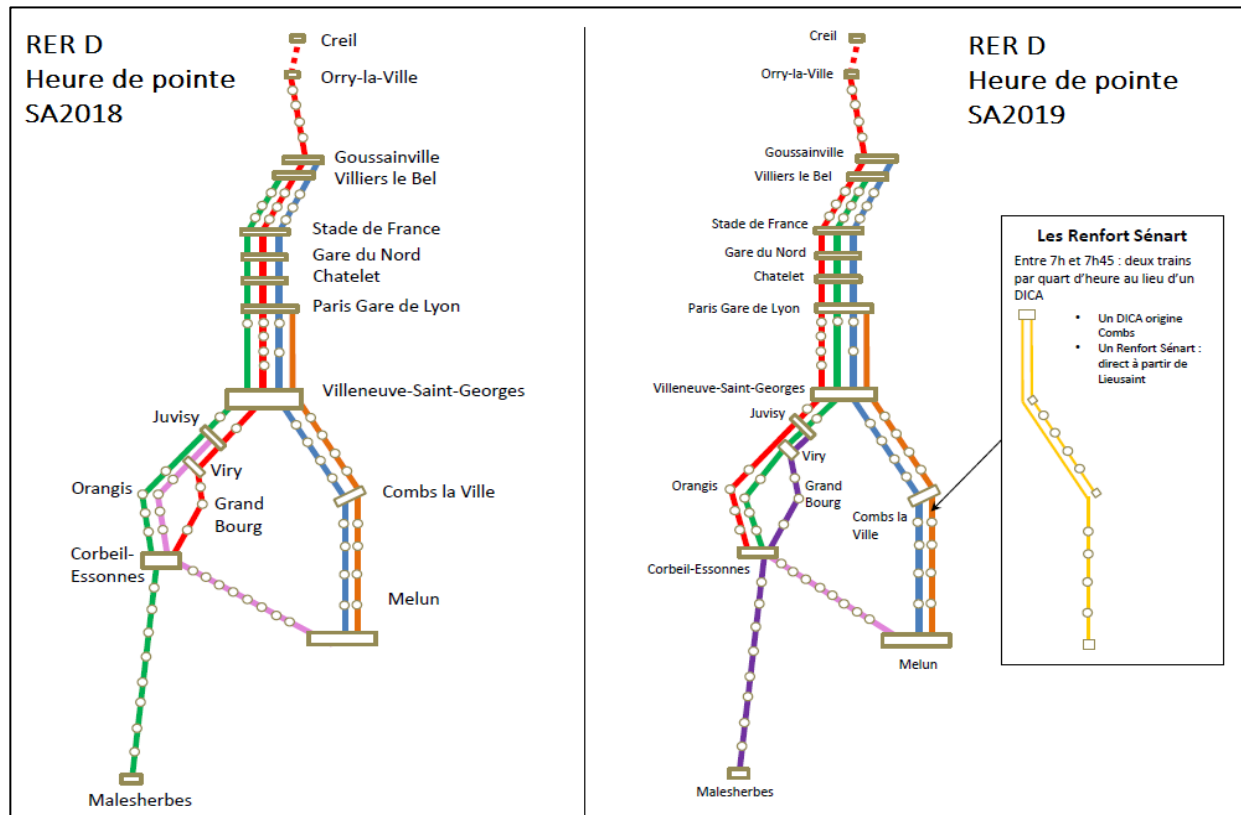 RER D
Heure de pointe
SA2018
Creil
Orry-la-Ville
Goussainville
Villiers le Bel
Stade de France
Gare du Nord
Chatelet
Paris Gare de Lyon
Villeneuve-Saint-Georges
Juvisy
Viry
Orangis
Grand
Bourg
Combs la Ville
Corbeil-
Essonnes
Melun
Malesherbes
RER D
Heure de pointe
SA2019
Creil
Orry-la-Ville
Goussainville
Villiers le Bel
Stade de France
Gare du Nord
Chatelet
Paris Gare de Lyon
Villeneuve-Saint-Georges
Juvisy
Viry
Orangis
Grand
Bourg
Combs la
Ville
Corbeil-Essonnes
Melun
Malesherbes
Les Renfort Sénart
Entre 7h et 7h45 : deux trains
par quart d'heure au lieu d'un
DICA
• Un DICA origine
Combs
• Un Renfort Sénart :
direct à partir de
Lieusaint